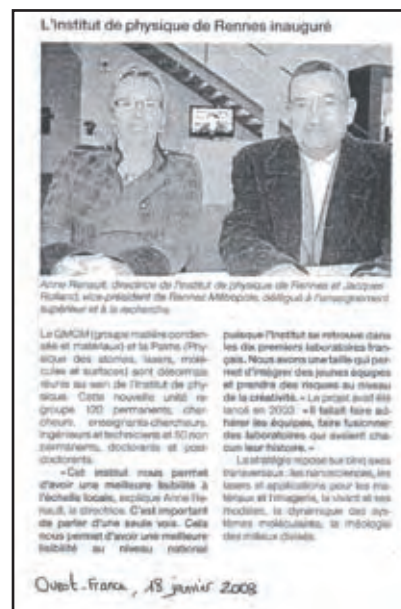 L'institut de physique de Rennes inauguré
Anne Renault, directrice de l'institut de physique de Rennes et Jacques
Rolland, vice-président de Rennes Métropole, délégué à l'enseignement
supérieur et à la recherche.
Le GMCM (groupe matière conden-
sée et matériaux) et la Palms (Phy-
sique des atomes, lasers, molé-
cules et surfaces) sont désormais
réunis au sein de l'Institut de phy-
sique. Cette nouvelle unité re-
groupe 120 permanents, cher-
cheurs, enseignants-chercheurs,
ingénieurs et techniciens et 50 non
permanents, doctorants et post-
doctorants.
« Cet institut nous permet
d'avoir une meilleure lisibilité à
l'échelle locale, explique Anne Re-
nault, la directrice. C'est important
de parler d'une seule voix. Cela
nous permet d'avoir une meilleure
lisibilité au niveau national
puisque l'institut se retrouve dans
les dix premiers laboratoires fran-
çais. Nous avons une taille qui per-
met d'intégrer des jeunes équipes
et prendre des risques au niveau
de la créativité. » Le projet avait été
lancé en « Il fallait faire ad-
hérer les équipes, faire fusionner
des laboratoires qui avaient cha-
cun leur histoire. »
La stratégie repose sur cinq axes
transversaux : les nanosciences, les
lasers et applications pour les ma-
tériaux et l'imagerie, le vivant et ses
modèles, la dynamique des sys-
tèmes moléculaires, la rhéologie
des milieux divisés.
Ouest-France, 18 janvier 2008